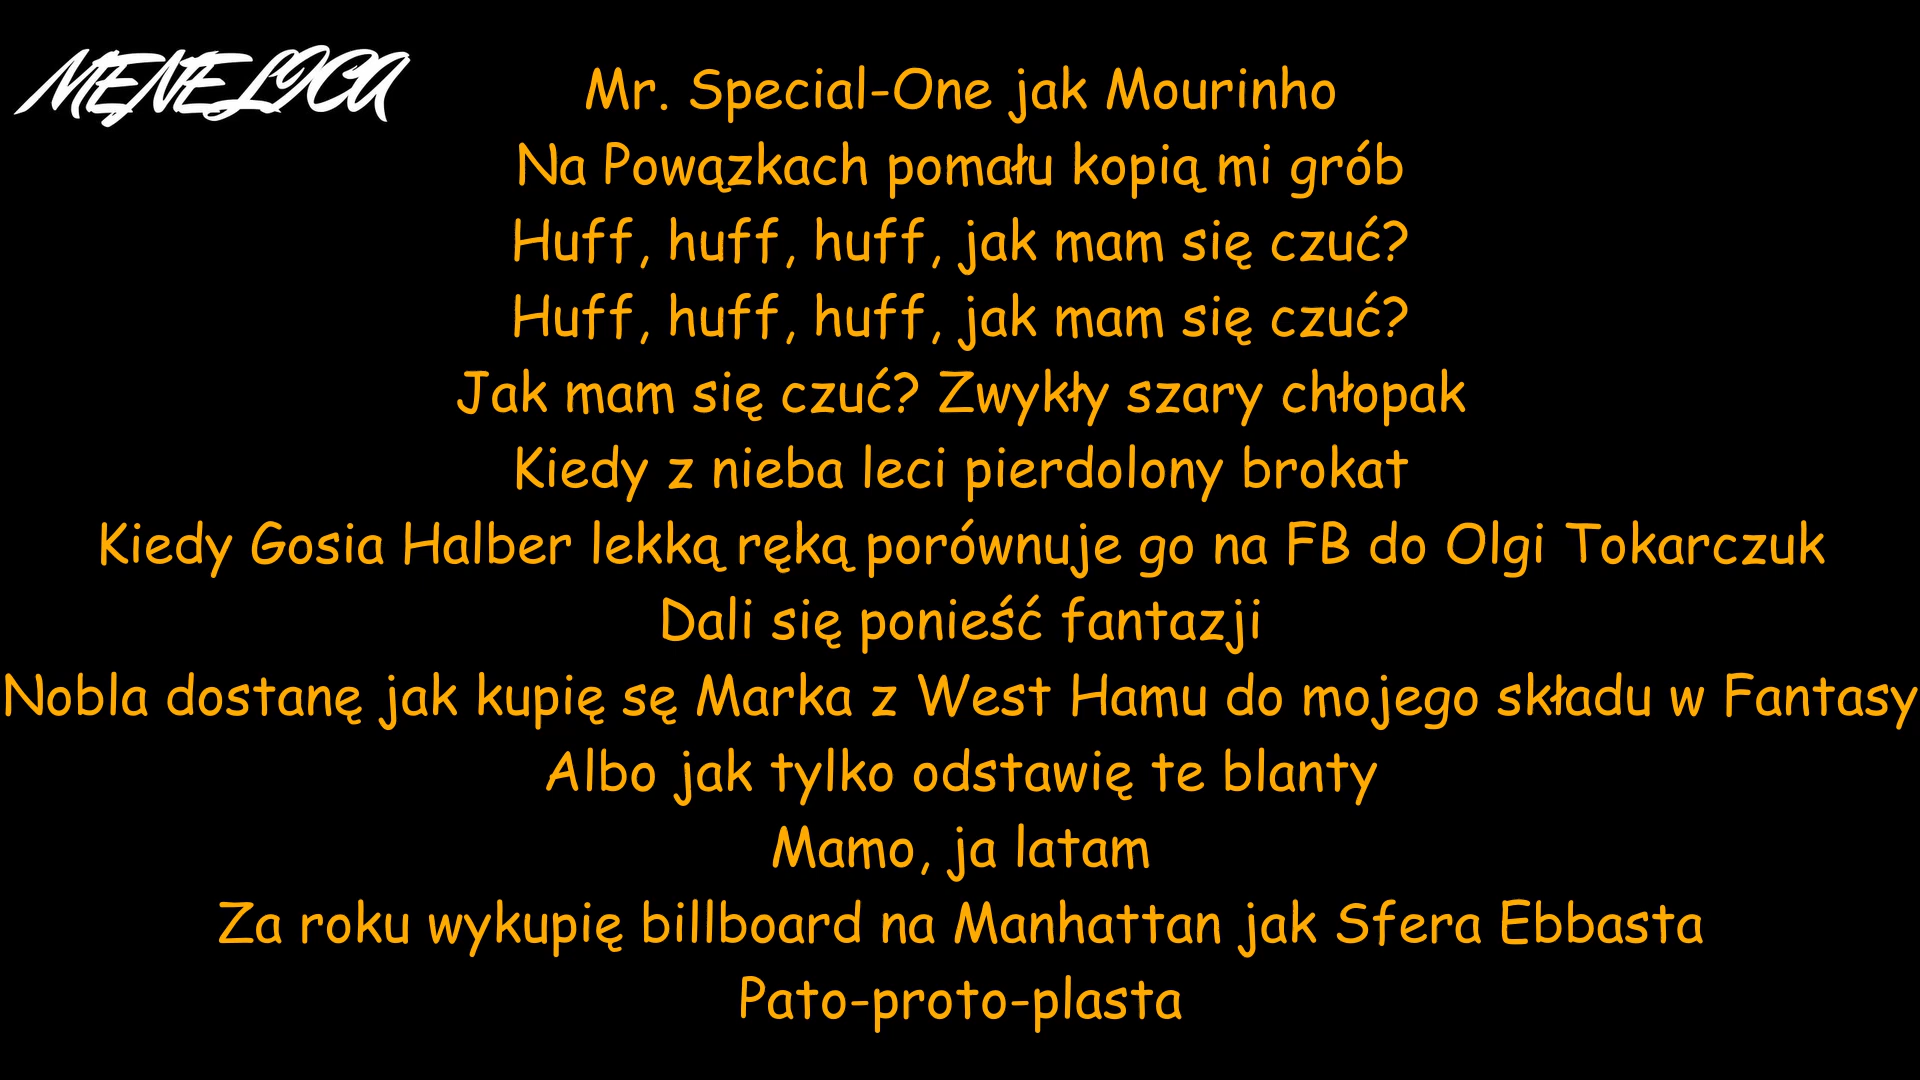 MENELICA
Mr. Special-One jak Mourinho
Na Powązkach pomału kopią mi grób
Huff, huff, huff, jak mam się czuć?
Huff, huff, huff, jak mam się czuć?
Jak mam się czuć? Zwykły szary chłopak
Kiedy z nieba leci pierdolony brokat
Kiedy Gosia Halber lekką ręką porównuje go na FB do Olgi Tokarczuk
Dali się ponieść fantazji
Nobla dostanę jak kupię sę Marka z West Hamu do mojego składu w Fantasy
Albo jak tylko odstawię te blanty
Mamo, ja latam
Za roku wykupię billboard na Manhattan jak Sfera Ebbasta
Pato-proto-plasta